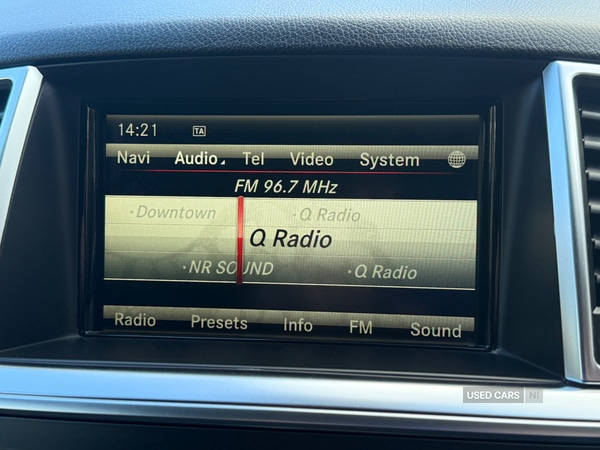 14:21 TA
Navi Audio Tel Video System
FM 96.7 MHz
·Downtown ·Q Radio
Q Radio
·NR SOUND ·Q Radio
Radio Presets Info FM Sound
USED CARS NI